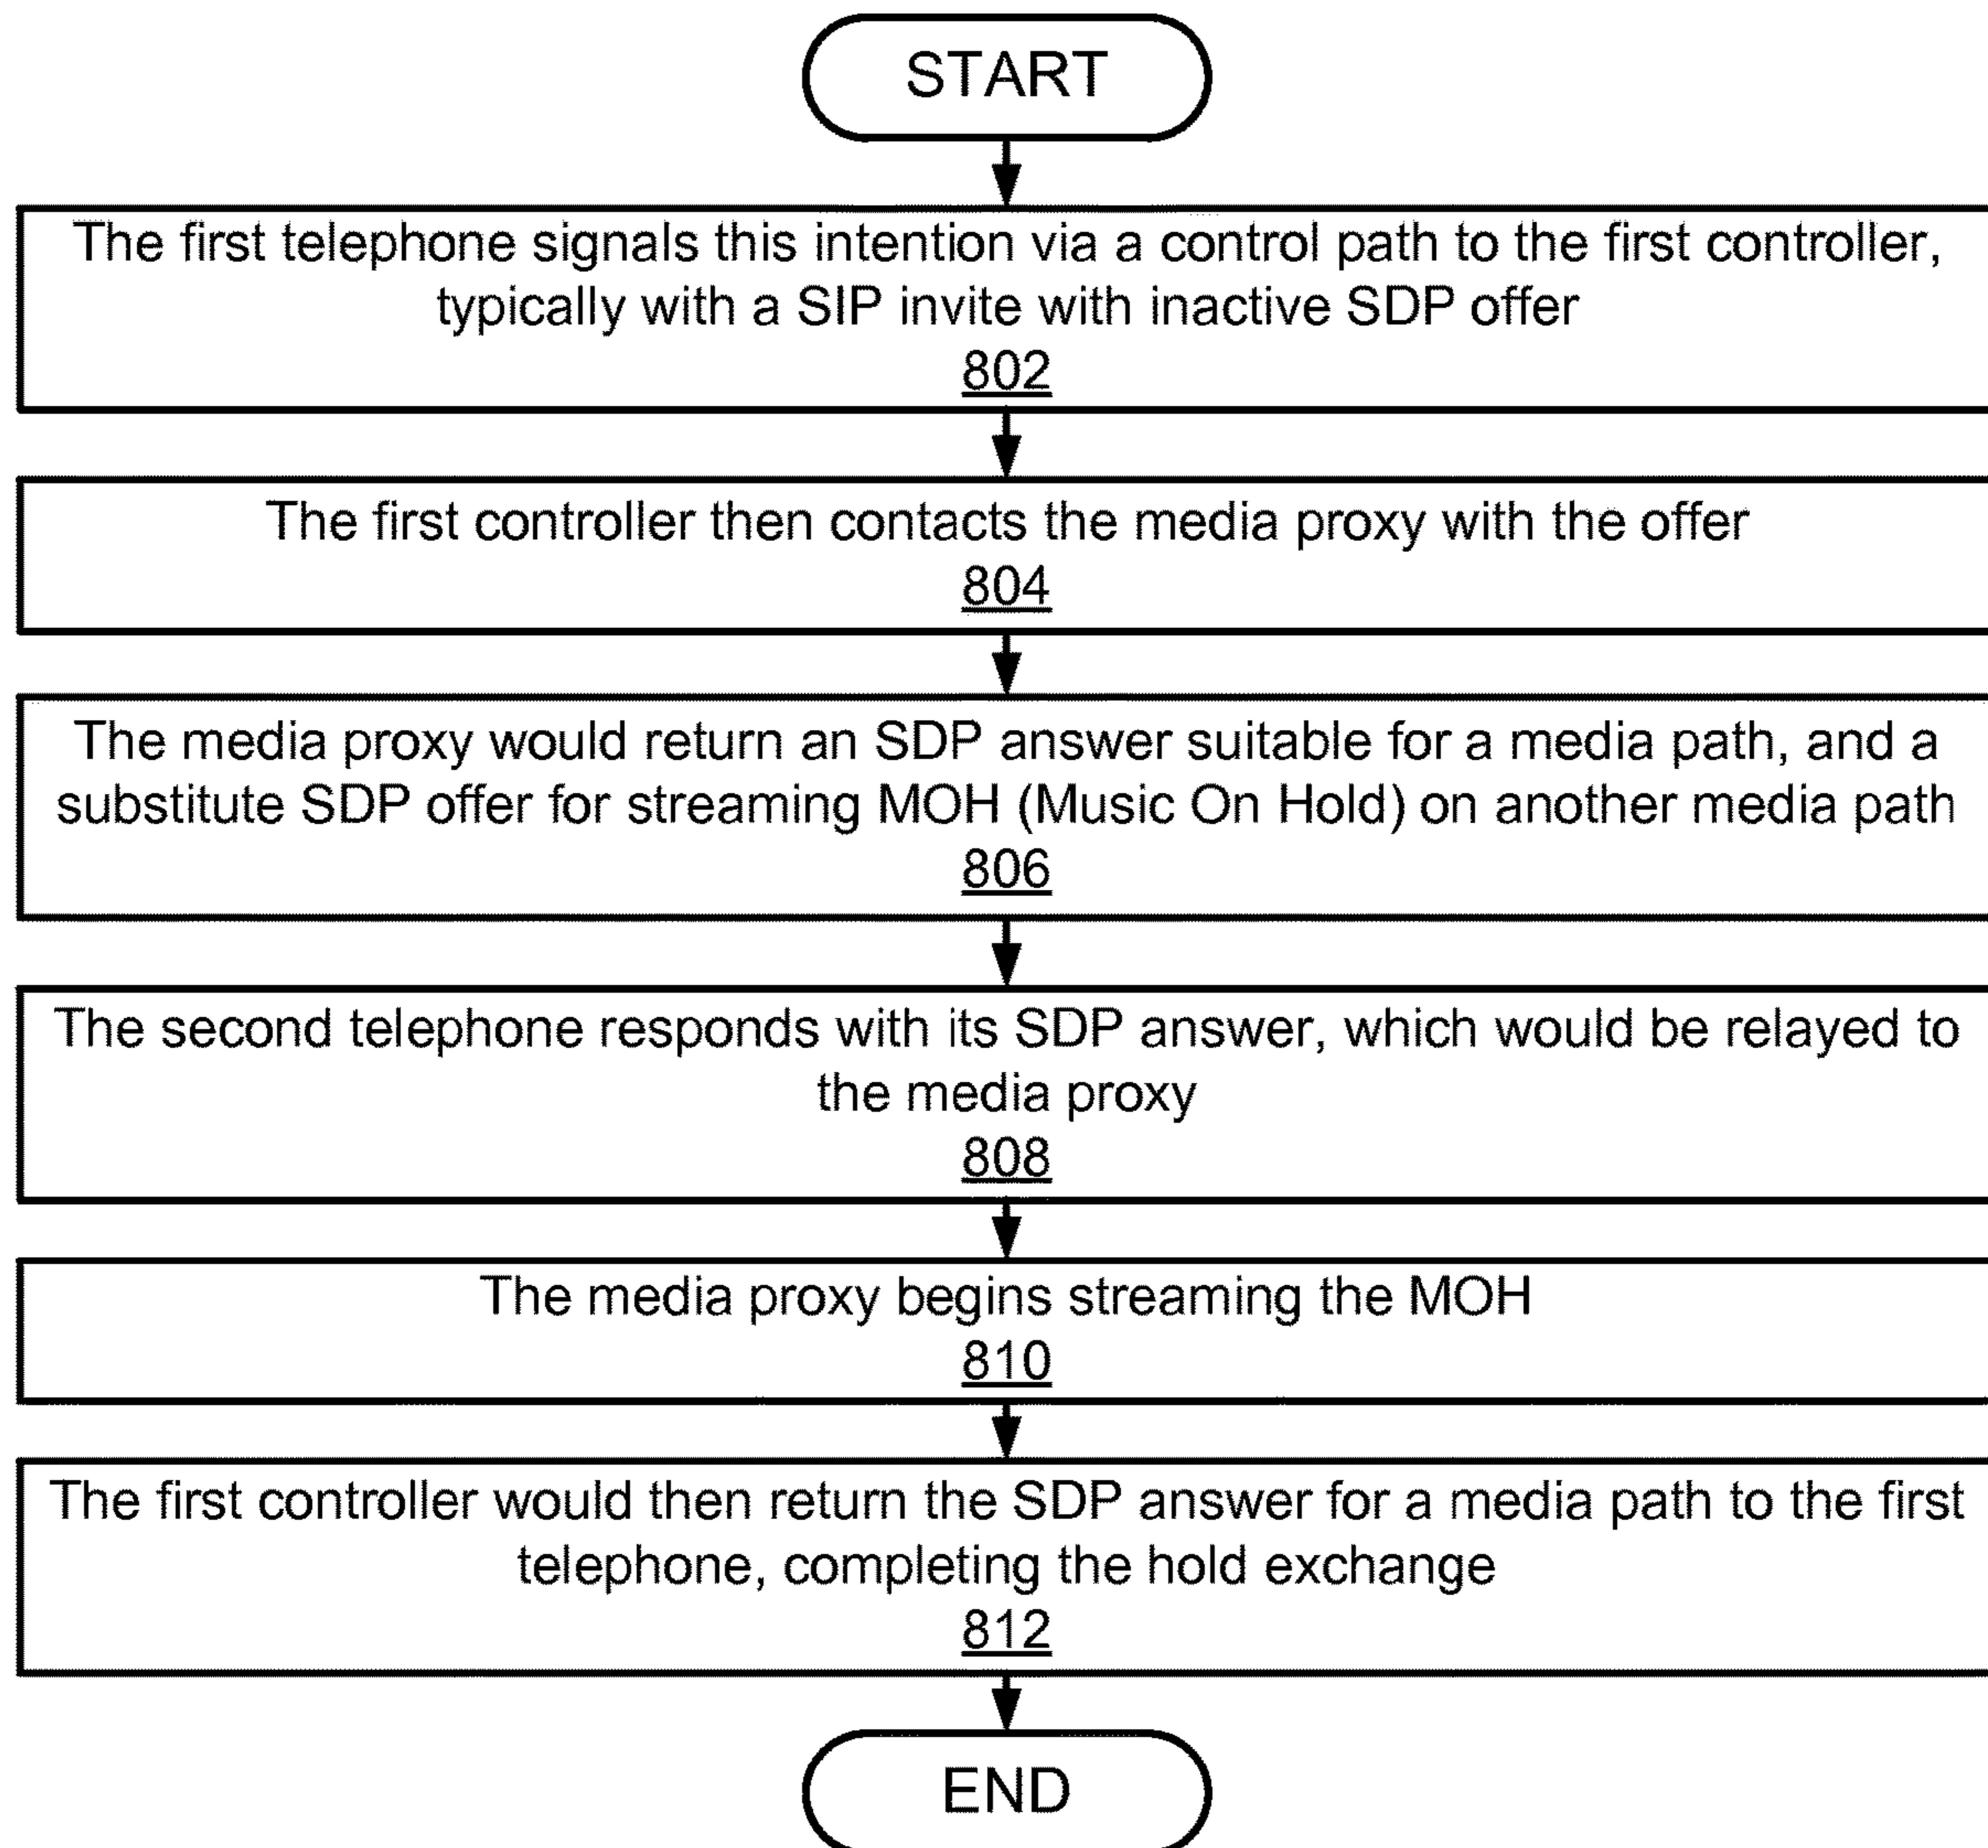 START
The first telephone signals this intention via a control path to the first controller,
typically with a SIP invite with inactive SDP offer
802
The first controller then contacts the media proxy with the offer
804
The media proxy would return an SDP answer suitable for a media path, and a
substitute SDP offer for streaming MOH (Music On Hold) on another media path
806
The second telephone responds with its SDP answer, which would be relayed to
the media proxy
808
The media proxy begins streaming the MOH
810
The first controller would then return the SDP answer for a media path to the first
telephone, completing the hold exchange
812
END